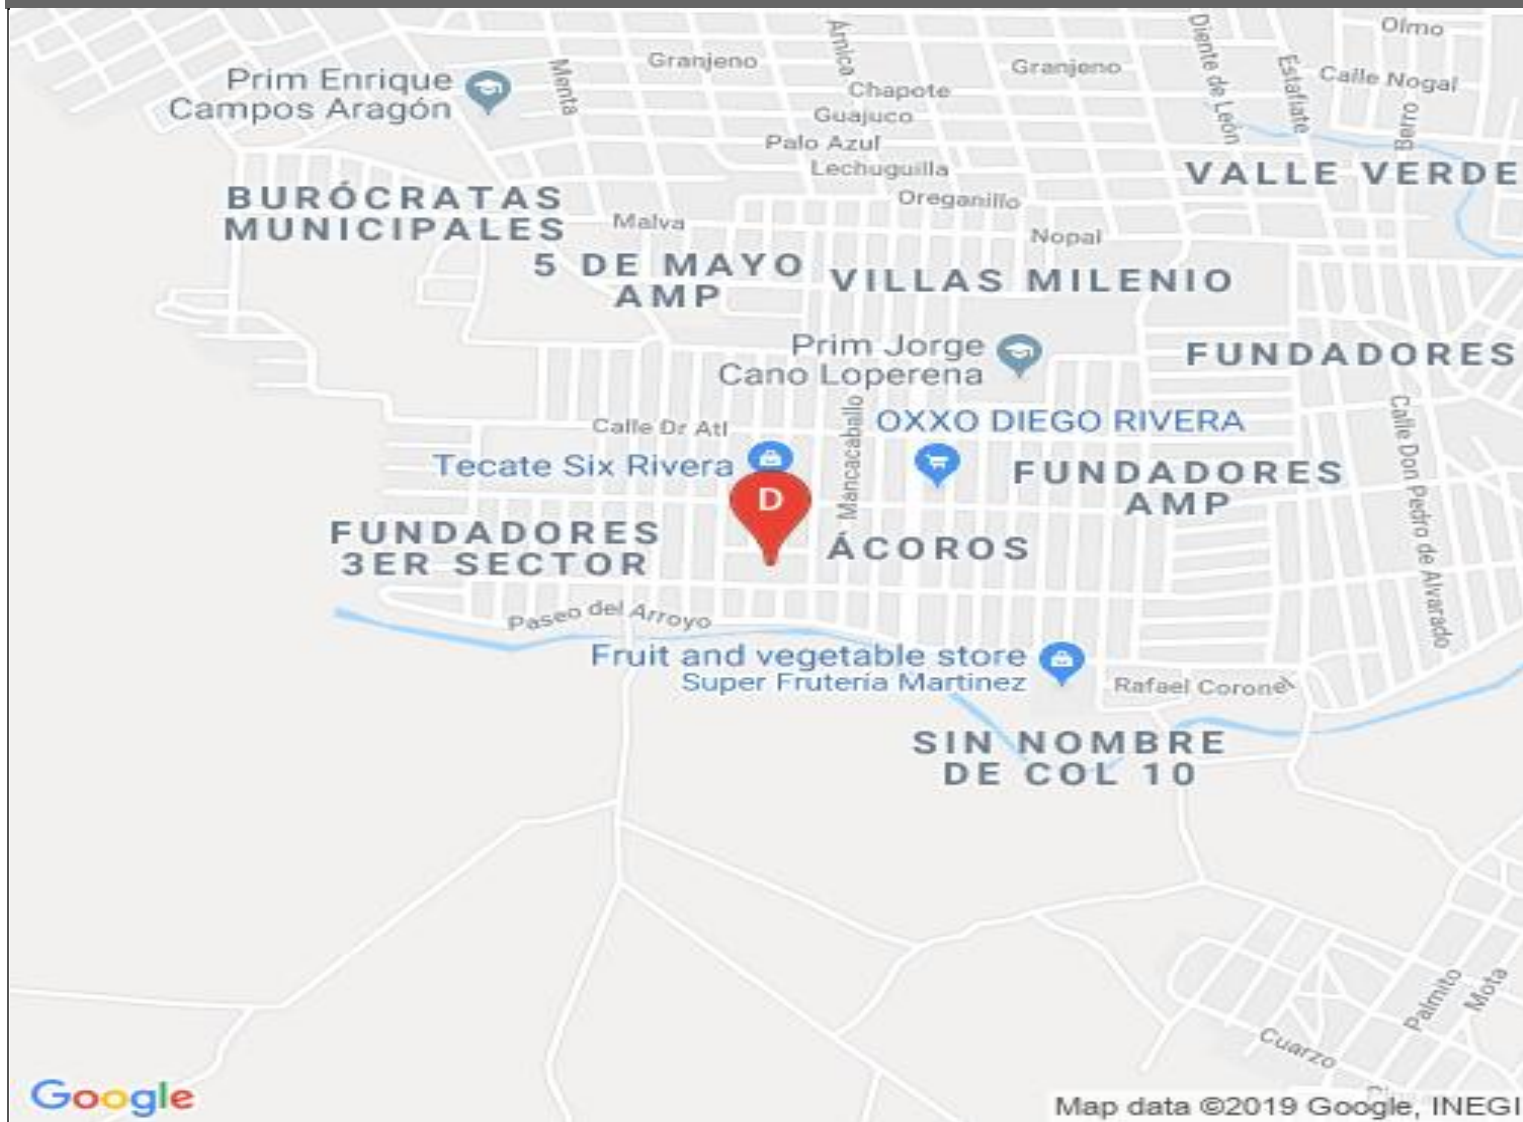 Olmo
Granjeno
Árnica
Granjeno
Diente de León
Estafiate
Calle Nogal
Prim Enrique
Campos Aragón
Menta
Chapote
Guajuco
Barro
Palo Azul
Lechuguilla
VALLE VERDE
BURÓCRATAS
MUNICIPALES
Oreganillo
Malva
Nopal
5 DE MAYO
AMP
VILLAS MILENIO
Prim Jorge
Cano Loperena
FUNDADORES
Calle Dr Atl
Mancacaballo
OXXO DIEGO RIVERA
Calle Don Pedro de Alvarado
Tecate Six Rivera
FUNDADORES
AMP
D
FUNDADORES
3ER SECTOR
ÁCOROS
Paseo del Arroyo
Fruit and vegetable store
Super Fruteria Martinez
Rafael Coronel
SIN NOMBRE
DE COL 10
Palmito
Mota
Cuarzo
Google
Map data ©2019 Google, INEGI